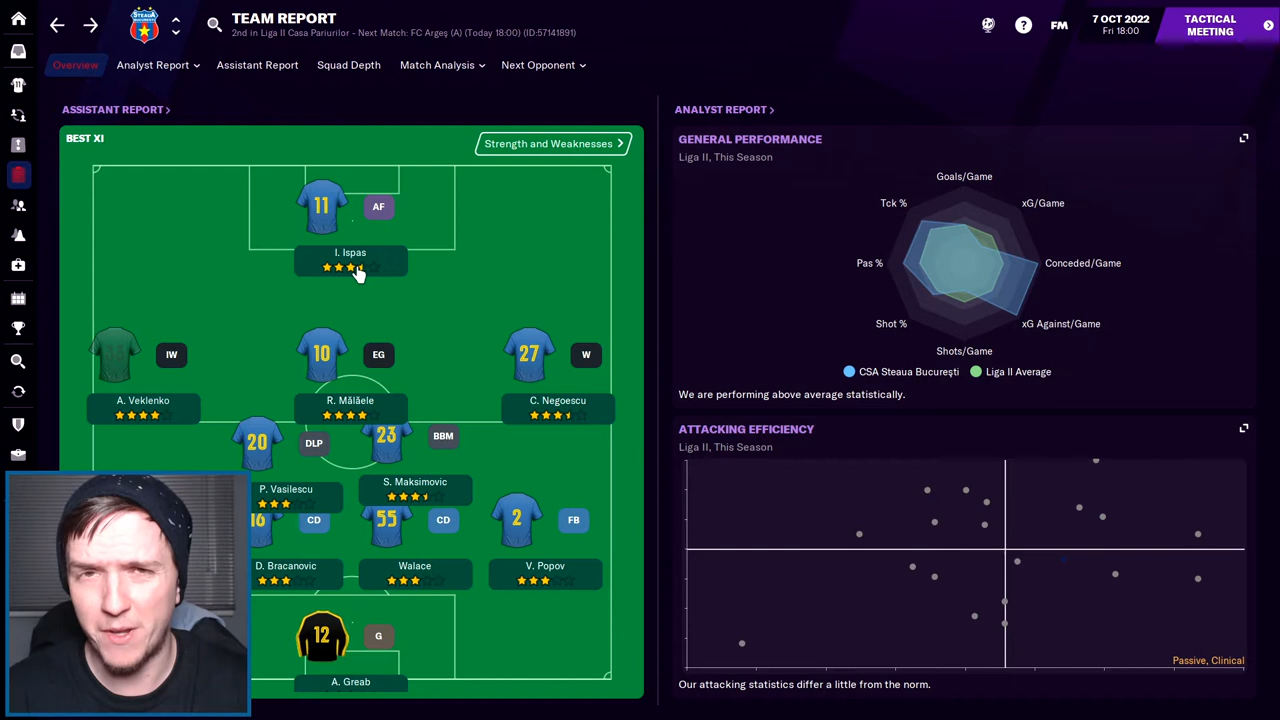 TEAM REPORT
2nd in Liga II Casa Pariurilor - Next Match: FC Argeș (A) (Today 18:00) (ID:57141891)
STEAUA
BUCUREȘTI
?
FM
7 OCT 2022
Fri 18:00
TACTICAL
MEETING
Overview
Analyst Report
Assistant Report
Squad Depth
Match Analysis
Next Opponent
ASSISTANT REPORT
BEST XI
Strength and Weaknesses
11
AF
I. Ispas
IW
A. Veklenko
10
EG
R. Mălăele
27
W
C. Negoescu
20
DLP
P. Vasilescu
23
BBM
S. Maksimovic
16
CD
D. Bracanovic
55
CD
Walace
2
FB
V. Popov
12
G
A. Greab
ANALYST REPORT
GENERAL PERFORMANCE
Liga II, This Season
Goals/Game
xG/Game
Conceded/Game
xG Against/Game
Shots/Game
Shot %
Pas %
Tck %
CSA Steaua București
Liga II Average
We are performing above average statistically.
ATTACKING EFFICIENCY
Liga II, This Season
Passive, Clinical
Our attacking statistics differ a little from the norm.